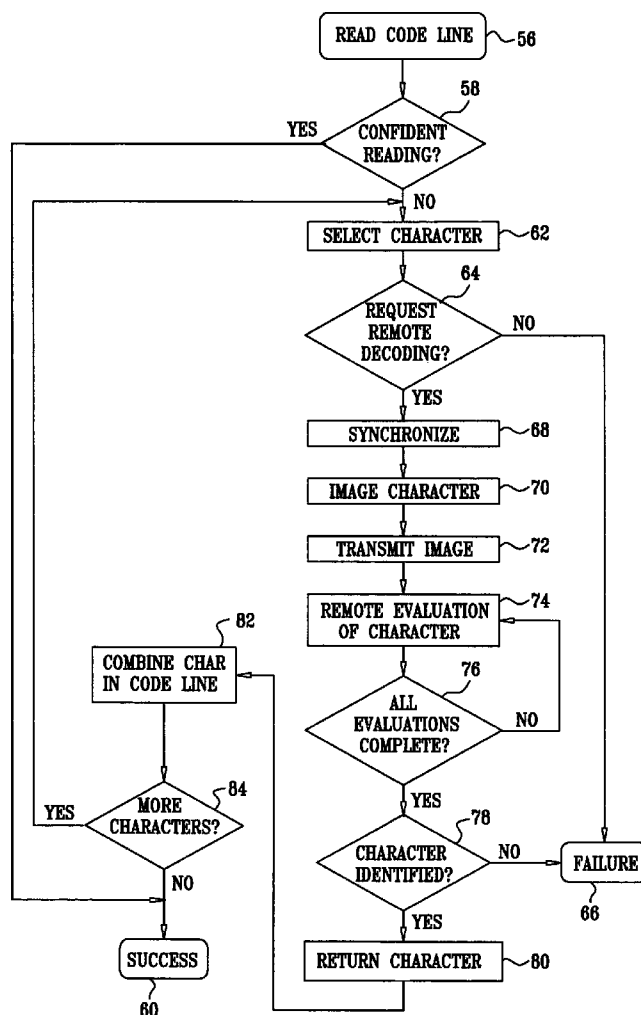 READ CODE LINE
56
58
YES
CONFIDENT
READING?
NO
SELECT CHARACTER
62
64
REQUEST
REMOTE
DECODING?
NO
YES
SYNCHRONIZE
68
IMAGE CHARACTER
70
TRANSMIT IMAGE
72
REMOTE EVALUATION
OF CHARACTER
74
82
COMBINE CHAR
IN CODE LINE
76
ALL
EVALUATIONS
COMPLETE?
NO
YES
84
YES
MORE
CHARACTERS?
NO
78
CHARACTER
IDENTIFIED?
NO
YES
FAILURE
66
RETURN CHARACTER
80
SUCCESS
60